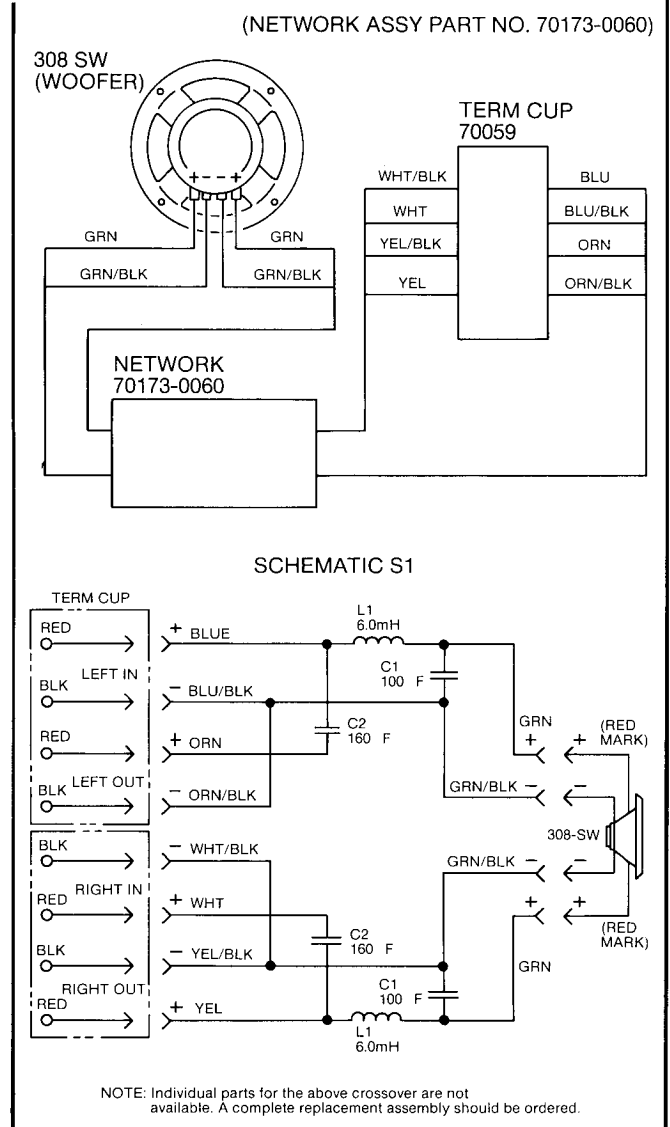 (NETWORK ASSY PART NO. 70173-0060)
308 SW
(WOOFER)
+ - - +
TERM CUP
70059
WHT/BLK
BLU
WHT
BLU/BLK
YEL/BLK
ORN
YEL
ORN/BLK
GRN
GRN
GRN/BLK
GRN/BLK
NETWORK
70173-0060
SCHEMATIC S1
TERM CUP
RED
+ BLUE
L1
6.0mH
LEFT IN
C1
100 F
BLK
- BLU/BLK
RED
+ ORN
C2
160 F
GRN
+ +
(RED
MARK)
LEFT OUT
BLK
- ORN/BLK
GRN/BLK - -
308-SW
BLK
- WHT/BLK
GRN/BLK - -
RIGHT IN
RED
+ WHT
+ +
(RED
MARK)
C2
160 F
BLK
- YEL/BLK
GRN
RIGHT OUT
C1
100 F
RED
+ YEL
L1
6.0mH
NOTE: Individual parts for the above crossover are not
available. A complete replacement assembly should be ordered.